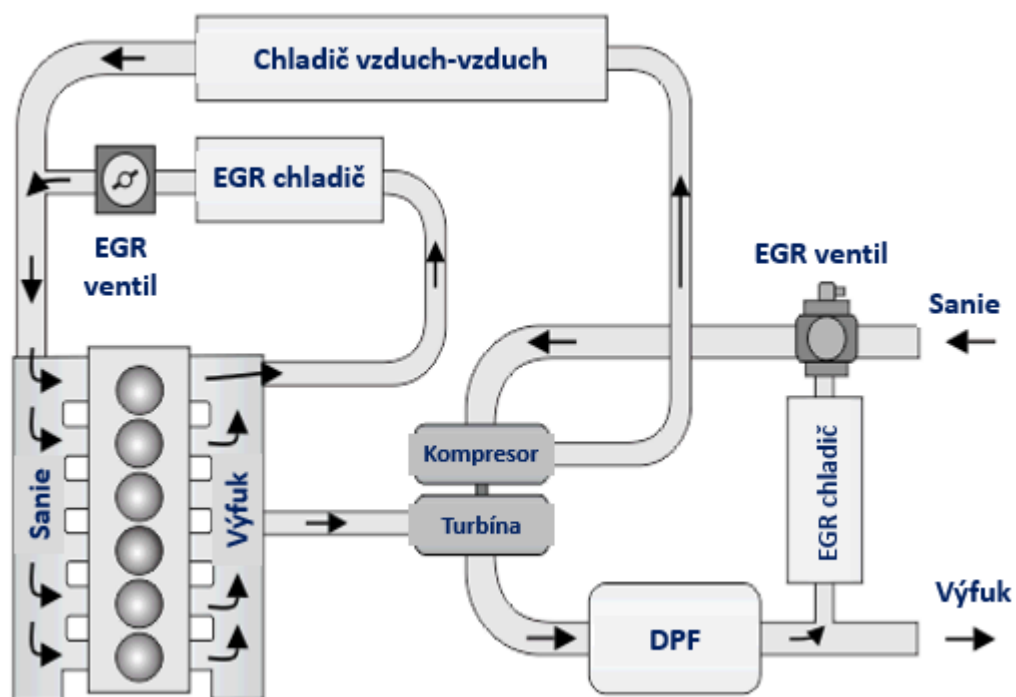 Chladič vzduch-vzduch
EGR chladič
EGR
ventil
EGR ventil
Sanie
Kompresor
Turbína
Sanie
Výfuk
EGR chladič
DPF
Výfuk